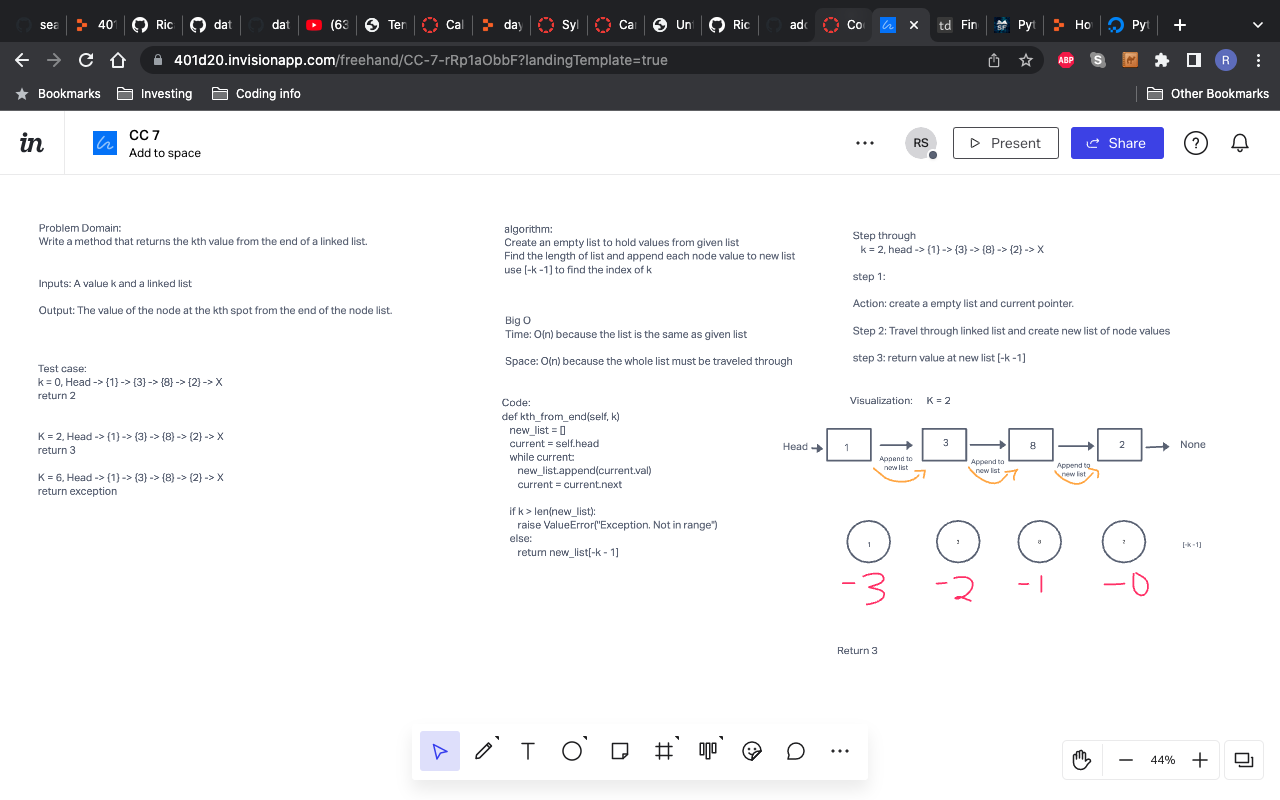 sea
401
Ric
dat
dat
(63
Ter
Cal
day
Syl
Ca
Unt
Ric
adc
Co
td
Fin
Pyt
Ho
Pyt
401d20.invisionapp.com/freehand/CC-7-rRp1aObbF?landingTemplate=true
ABP
S
R
Bookmarks
Investing
Coding info
Other Bookmarks
in
CC 7
Add to space
RS
Present
Share
Problem Domain:
Write a method that returns the kth value from the end of a linked list.
Inputs: A value k and a linked list
Output: The value of the node at the kth spot from the end of the node list.
Test case:
k = 0, Head -> {1} -> {3} -> {8} -> {2} -> X
return 2
K = 2, Head -> {1} -> {3} -> {8} -> {2} -> X
return 3
K = 6, Head -> {1} -> {3} -> {8} -> {2} -> X
return exception
algorithm:
Create an empty list to hold values from given list
Find the length of list and append each node value to new list
use [-k -1] to find the index of k
Big O
Time: O(n) because the list is the same as given list
Space: O(n) because the whole list must be traveled through
Code:
def kth_from_end(self, k)
new_list = []
current = self.head
while current:
new_list.append(current.val)
current = current.next
if k > len(new_list):
raise ValueError("Exception. Not in range")
else:
return new_list[-k - 1]
Step through
k = 2, head -> {1} -> {3} -> {8} -> {2} -> X
step 1:
Action: create a empty list and current pointer.
Step 2: Travel through linked list and create new list of node values
step 3: return value at new list [-k -1]
Visualization: K = 2
Head 1 3 8 2 None
Append to
new list
Append to
new list
Append to
new list
1 3 8 2 [-k -1]
-3 -2 -1 -0
Return 3
44%